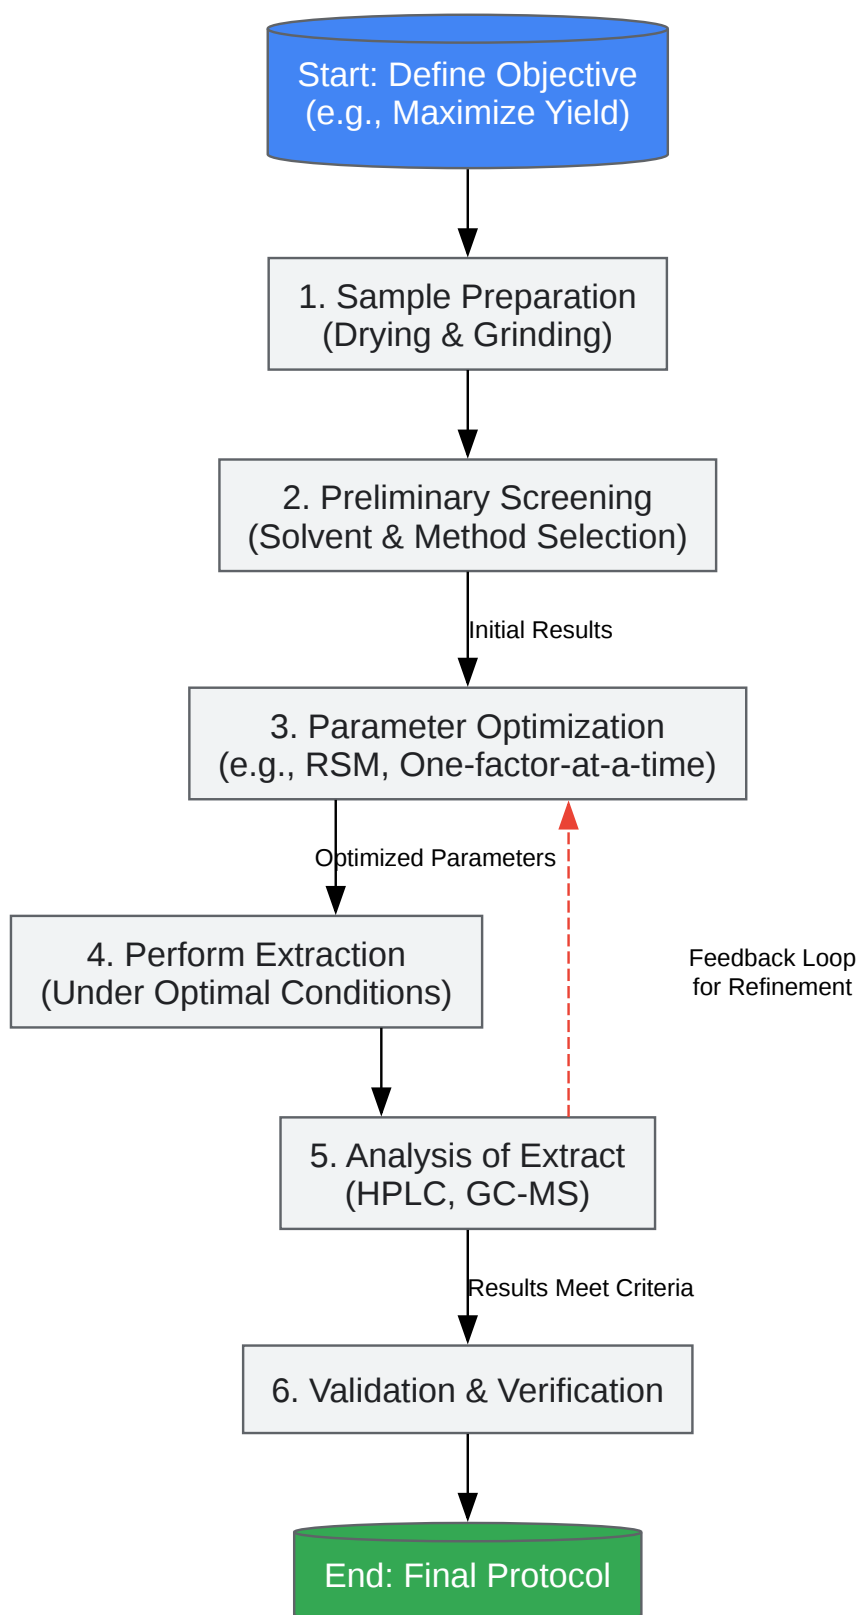 Start: Define Objective
(e.g., Maximize Yield)
1. Sample Preparation
(Drying & Grinding)
2. Preliminary Screening
(Solvent & Method Selection)
Initial Results
3. Parameter Optimization
(e.g., RSM, One-factor-at-a-time)
Optimized Parameters
4. Perform Extraction
(Under Optimal Conditions)
Feedback Loop
for Refinement
5. Analysis of Extract
(HPLC, GC-MS)
Results Meet Criteria
6. Validation & Verification
End: Final Protocol